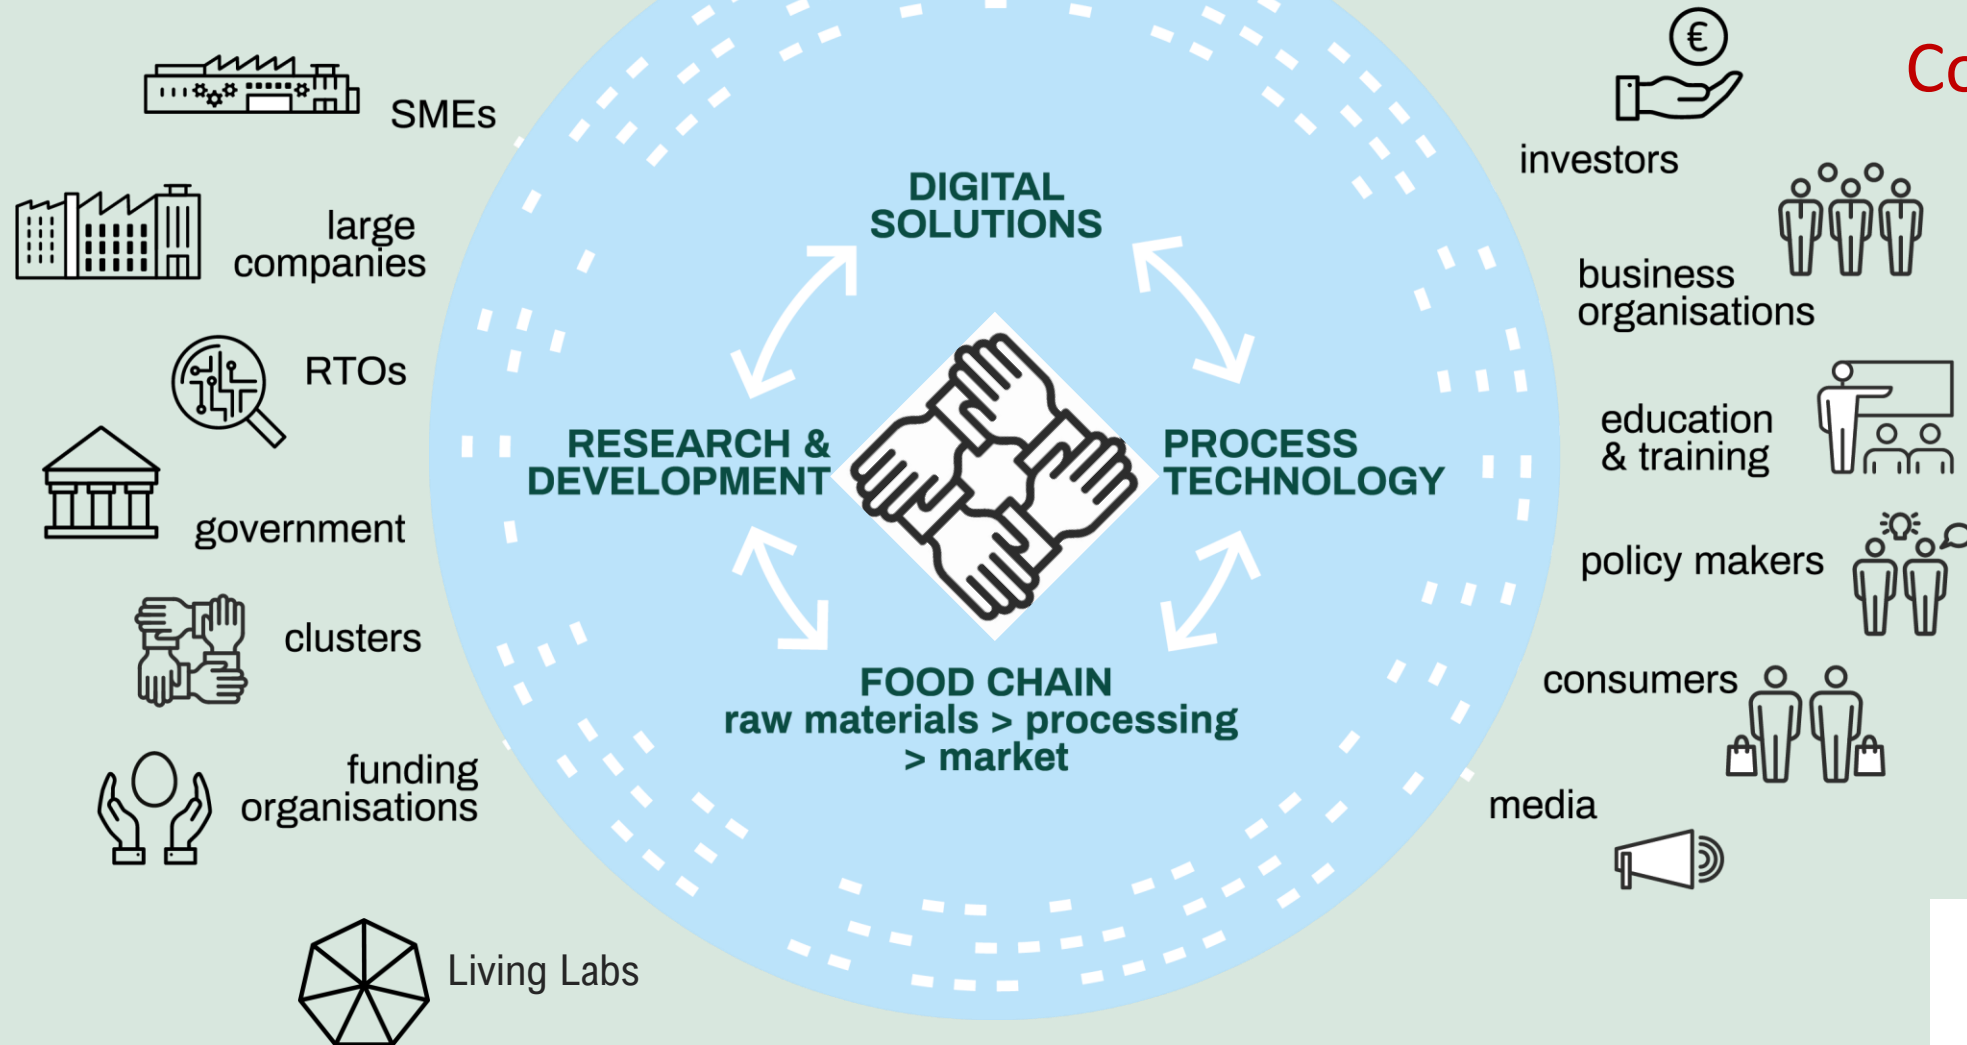 SMEs
large
companies
RTOs
government
clusters
funding
organisations
Living Labs
DIGITAL
SOLUTIONS
RESEARCH &
DEVELOPMENT
PROCESS
TECHNOLOGY
FOOD CHAIN
raw materials > processing
> market
€
investors
business
organisations
education
& training
policy makers
consumers
media